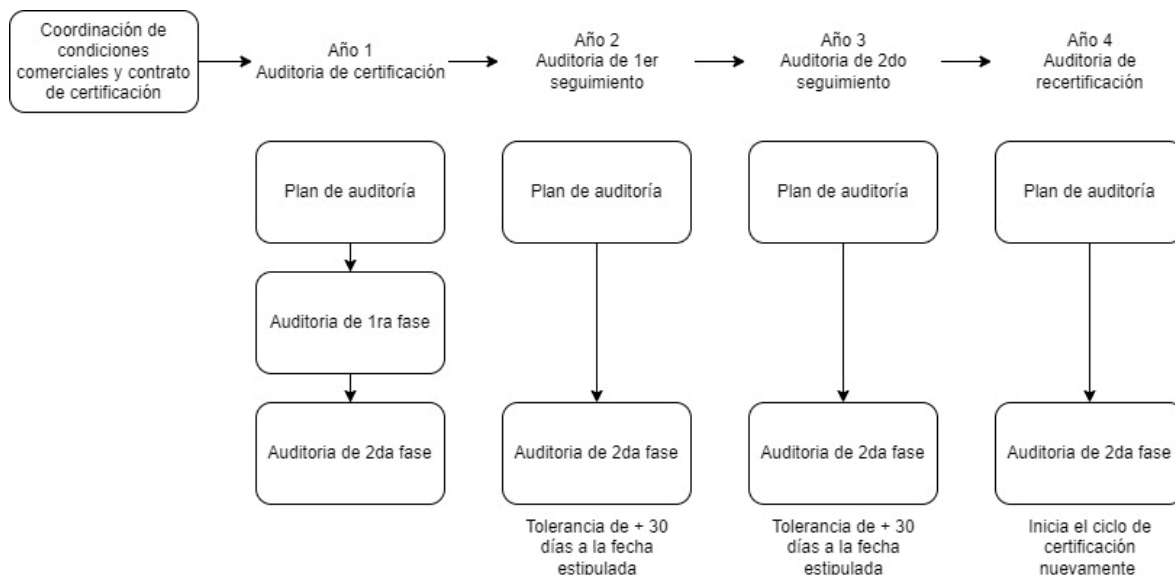 Coordinación de
condiciones
comerciales y contrato
de certificación
Año 1
Auditoria de certificación
Año 2
Auditoria de 1er
seguimiento
Año 3
Auditoria de 2do
seguimiento
Año 4
Auditoria de
recertificación
Plan de auditoría
Plan de auditoría
Plan de auditoría
Plan de auditoría
Auditoria de 1ra fase
Auditoria de 2da fase
Auditoria de 2da fase
Auditoria de 2da fase
Auditoria de 2da fase
Tolerancia de + 30
días a la fecha
estipulada
Tolerancia de + 30
días a la fecha
estipulada
Inicia el ciclo de
certificación
nuevamente